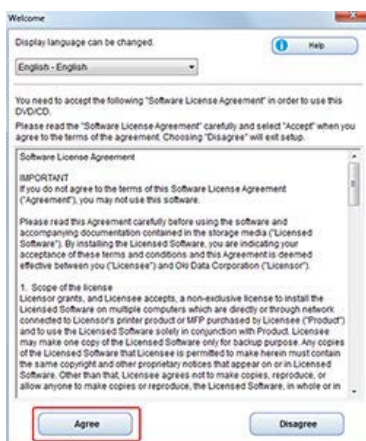 Welcome
Display language can be changed.
Help
English - English
You need to accept the following "Software License Agreement" in order to use this
DVD/CD.
Please read the "Software License Agreement" carefully and select "Accept" when you
agree to the terms of the agreement. Choosing "Disagree" will exit setup.
Software License Agreement
IMPORTANT
If you do not agree to the terms of this Software License Agreement
("Agreement"), you may not use this software.
Please read this Agreement carefully before using the software and
accompanying documentation contained in the storage media ("Licensed
Software"). By installing the Licensed Software, you are indicating your
acceptance of these terms and conditions and this Agreement is deemed
effective between you ("Licensee") and Oki Data Corporation ("Licensor").
1. Scope of the license
Licensor grants, and Licensee accepts, a non-exclusive license to install the
Licensed Software on multiple computers which are directly or through network
connected to Licensor's printer product or MFP purchased by Licensee ("Product")
and to use the Licensed Software solely in conjunction with Product. Licensee
may make one copy of the Licensed Software only for backup purpose. Any copies
of the Licensed Software that Licensee is permitted to make herein must contain
the same copyright and other proprietary notices that appear on or in Licensed
Software. Other than that, Licensee agrees not to make copies, reproduce, or
allow anyone to make copies or reproduce, the Licensed Software, in whole or in
Agree
Disagree